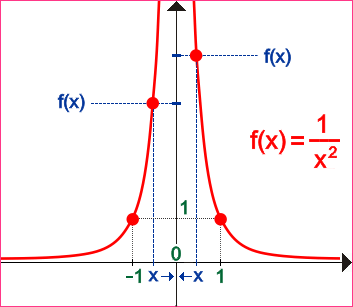 f(x)
f(x)
f(x) = 1/x²
1
0
-1 x x 1